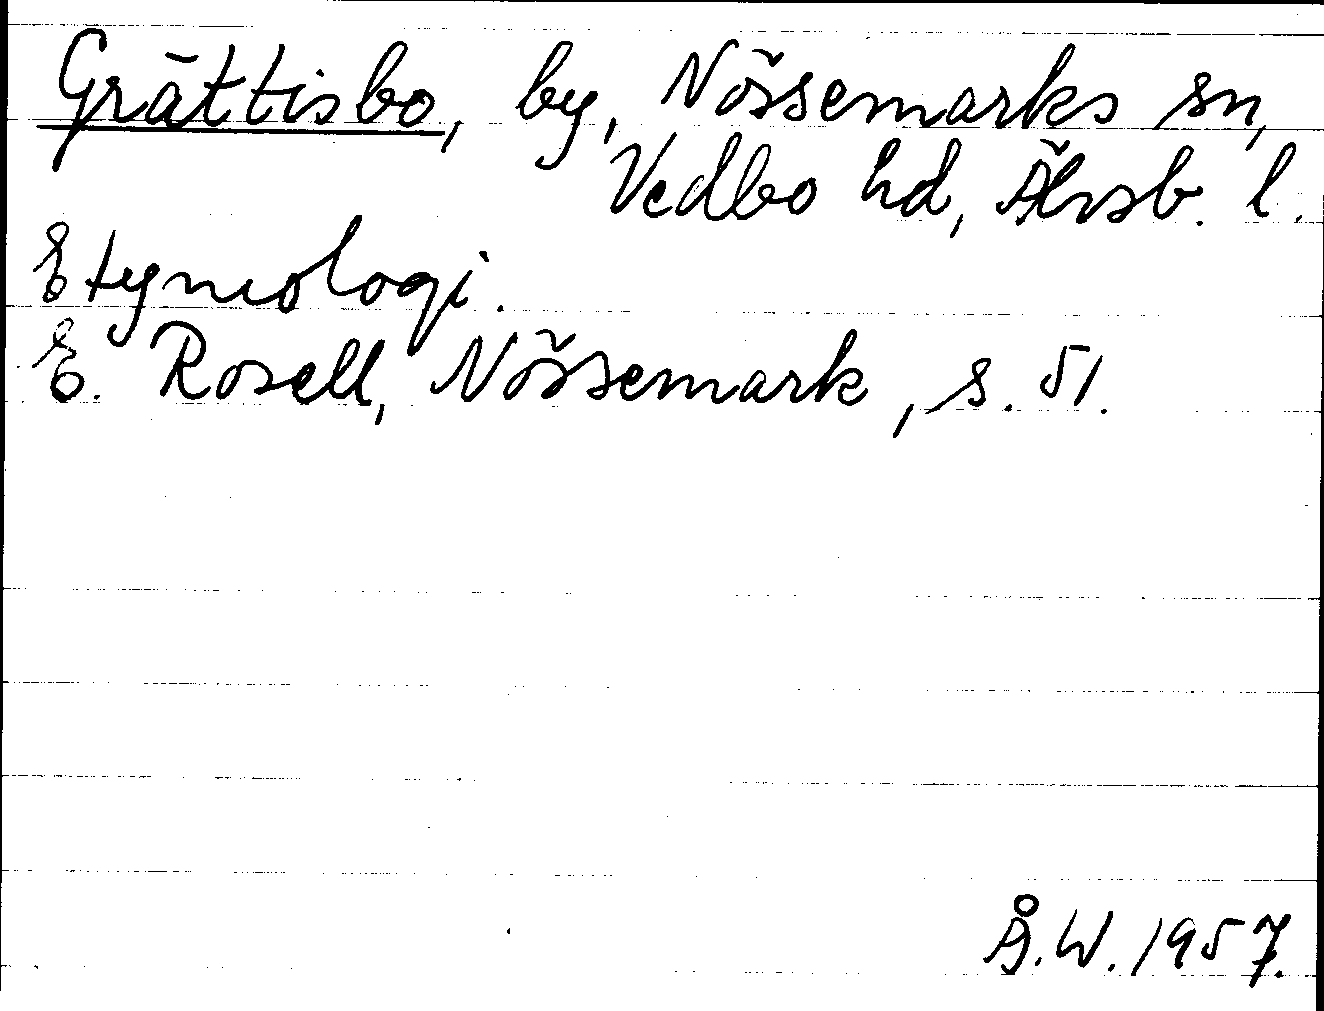 Grättisbo, by, Nössemarks sn,
Vedbo hd, Älvsb. l.
Etymologi.
E. Rosell, Nössemark, s. 51.
Å.W. 1957.